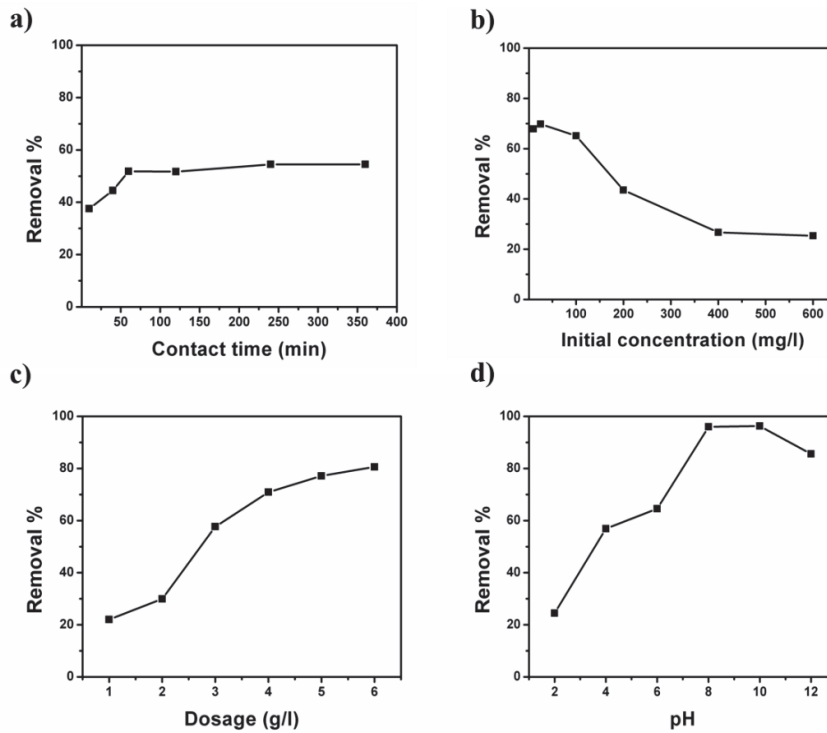 a)
100
80
60
40
20
0
Removal %
50 100 150 200 250 300 350 400
Contact time (min)
b)
100
80
60
40
20
0
Removal %
100 200 300 400 500 600
Initial concentration (mg/l)
c)
100
80
60
40
20
0
Removal %
1 2 3 4 5 6
Dosage (g/l)
d)
100
80
60
40
20
0
Removal %
2 4 6 8 10 12
pH